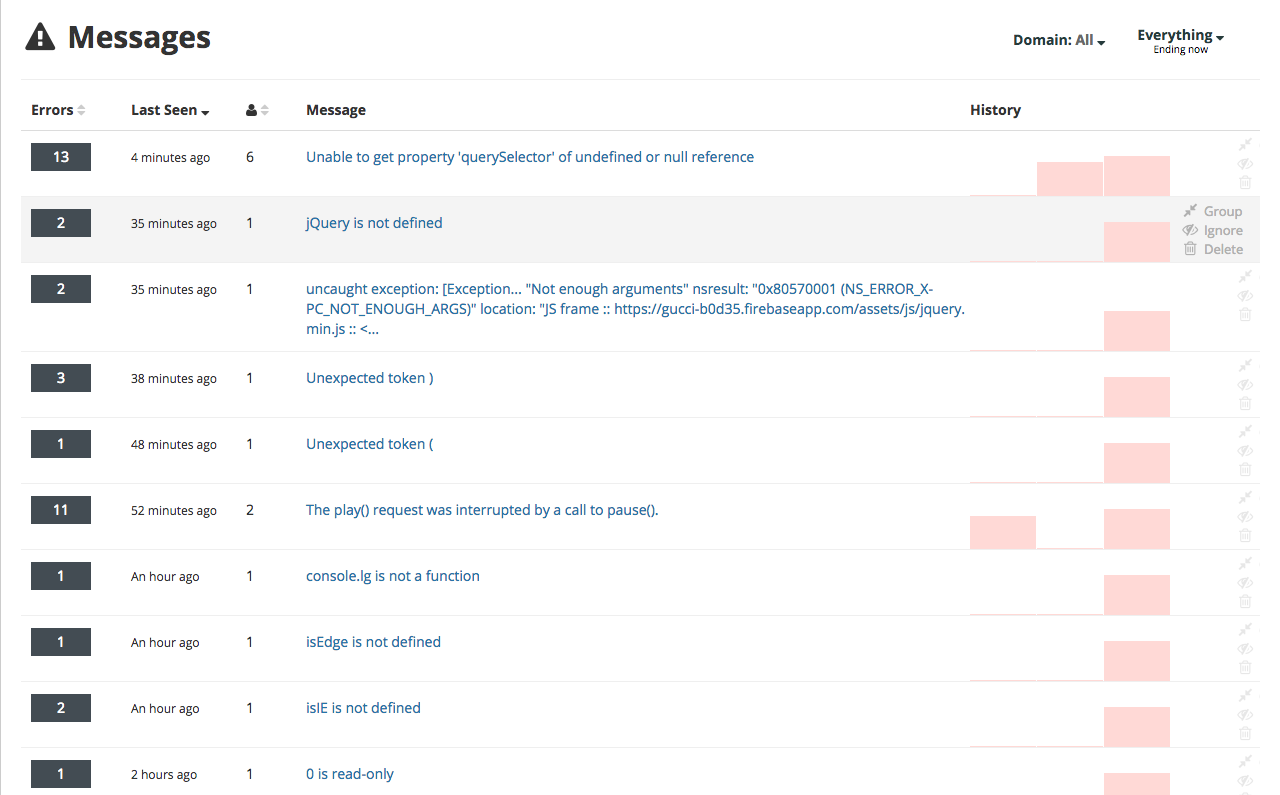 Messages
Domain: All
Everything
Ending now
Errors Last Seen Message History
13 4 minutes ago 6 Unable to get property 'querySelector' of undefined or null reference
2 35 minutes ago 1 jQuery is not defined
Group
Ignore
Delete
2 35 minutes ago 1 uncaught exception: [Exception... "Not enough arguments" nsresult: "0x80570001 (NS_ERROR_X-
PC_NOT_ENOUGH_ARGS)" location: "JS frame :: https://gucci-b0d35.firebaseapp.com/assets/js/jquery.
min.js :: <...
3 38 minutes ago 1 Unexpected token )
1 48 minutes ago 1 Unexpected token (
11 52 minutes ago 2 The play() request was interrupted by a call to pause().
1 An hour ago 1 console.lg is not a function
1 An hour ago 1 isEdge is not defined
2 An hour ago 1 isIE is not defined
1 2 hours ago 1 0 is read-only